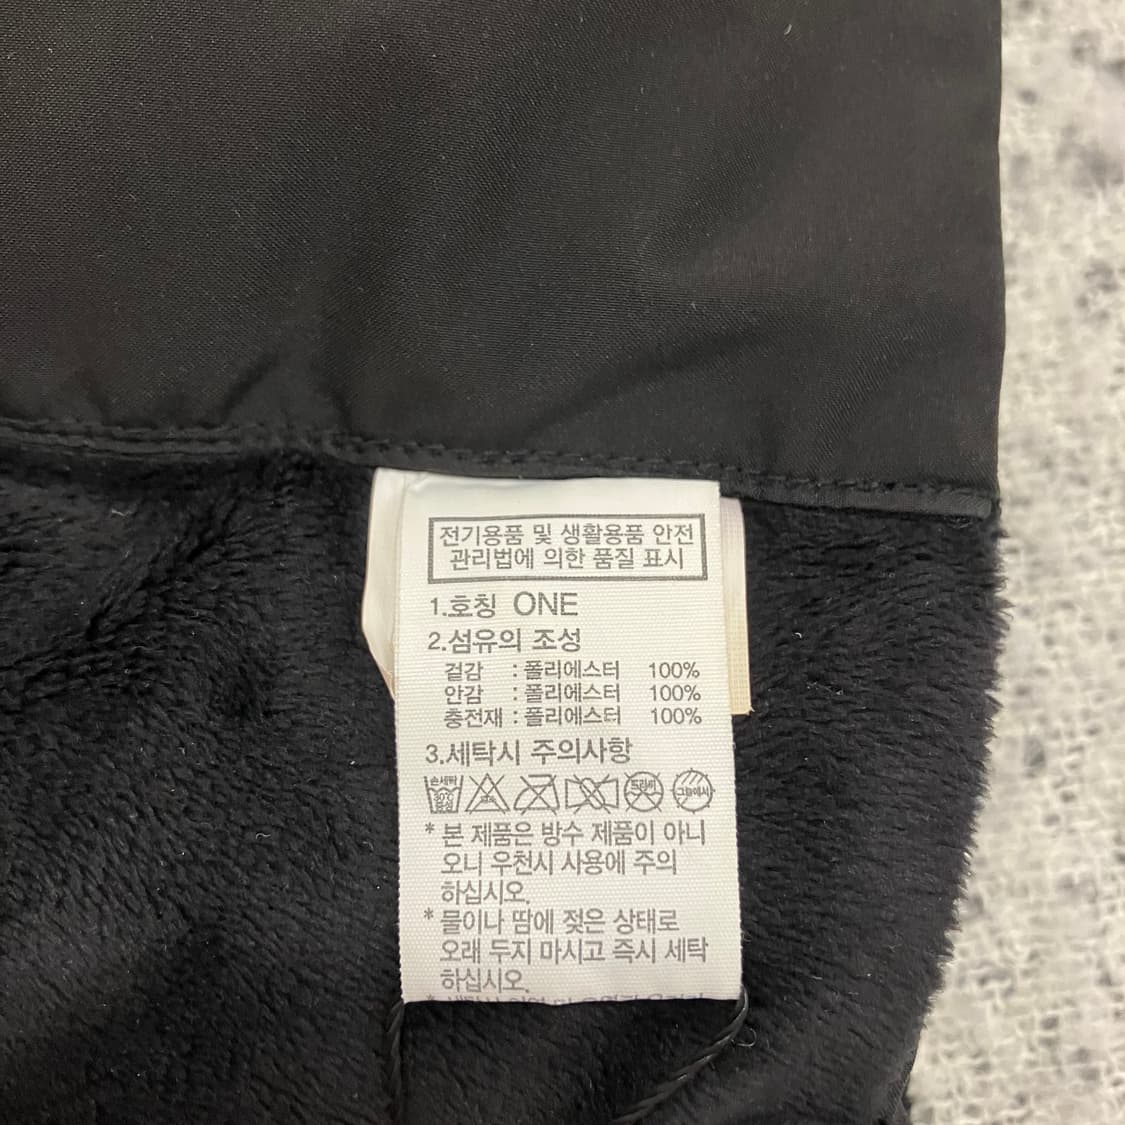 전기용품 및 생활용품 안전
관리법에 의한 품질 표시
1.호칭 ONE
2.섬유의 조성
겉감 : 폴리에스터 100%
안감 : 폴리에스터 100%
충전재 : 폴리에스터 100%
3.세탁시 주의사항
손세탁 30℃ 중성 드라이 그늘에서
* 본 제품은 방수 제품이 아니
오니 우천시 사용에 주의
하십시오.
* 물이나 땀에 젖은 상태로
오래 두지 마시고 즉시 세탁
하십시오.